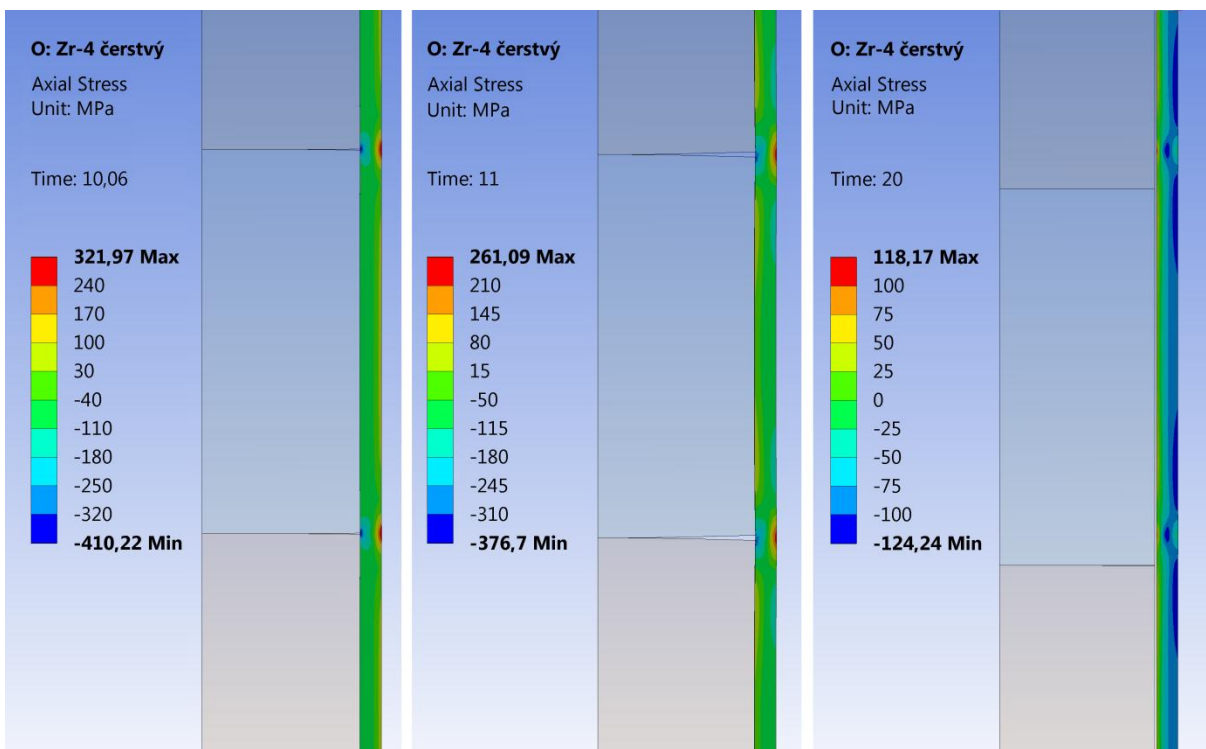 O: Zr-4 čerstvý
Axial Stress
Unit: MPa
Time: 10,06
321,97 Max
240
170
100
30
-40
-110
-180
-250
-320
-410,22 Min
O: Zr-4 čerstvý
Axial Stress
Unit: MPa
Time: 11
261,09 Max
210
145
80
15
-50
-115
-180
-245
-310
-376,7 Min
O: Zr-4 čerstvý
Axial Stress
Unit: MPa
Time: 20
118,17 Max
100
75
50
25
0
-25
-50
-75
-100
-124,24 Min